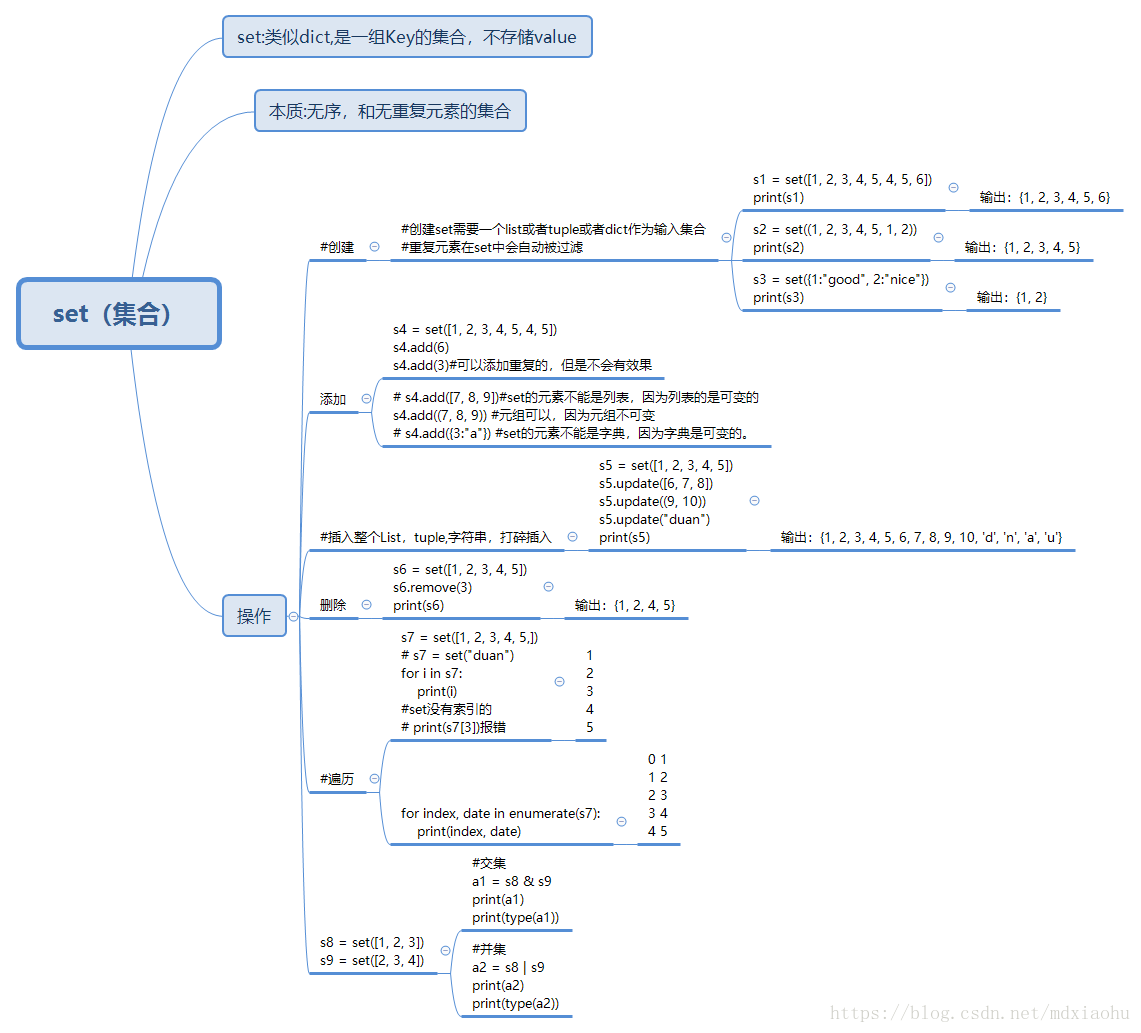 set:类似dict,是一组Key的集合，不存储value
本质:无序，和无重复元素的集合
set（集合）
操作
#创建
#创建set需要一个list或者tuple或者dict作为输入集合
#重复元素在set中会自动被过滤
s1 = set([1, 2, 3, 4, 5, 4, 5, 6])
print(s1)
输出：{1, 2, 3, 4, 5, 6}
s2 = set((1, 2, 3, 4, 5, 1, 2))
print(s2)
输出：{1, 2, 3, 4, 5}
s3 = set({1:"good", 2:"nice"})
print(s3)
输出：{1, 2}
添加
s4 = set([1, 2, 3, 4, 5, 4, 5])
s4.add(6)
s4.add(3)#可以添加重复的，但是不会有效果
# s4.add([7, 8, 9])#set的元素不能是列表，因为列表的是可变的
s4.add((7, 8, 9)) #元组可以，因为元组不可变
# s4.add({3:"a"}) #set的元素不能是字典，因为字典是可变的。
#插入整个List，tuple,字符串，打碎插入
s5 = set([1, 2, 3, 4, 5])
s5.update([6, 7, 8])
s5.update((9, 10))
s5.update("duan")
print(s5)
输出：{1, 2, 3, 4, 5, 6, 7, 8, 9, 10, 'd', 'n', 'a', 'u'}
删除
s6 = set([1, 2, 3, 4, 5])
s6.remove(3)
print(s6)
输出：{1, 2, 4, 5}
#遍历
s7 = set([1, 2, 3, 4, 5,])
# s7 = set("duan")
for i in s7:
print(i)
#set没有索引的
# print(s7[3])报错
1
2
3
4
5
for index, date in enumerate(s7):
print(index, date)
0 1
1 2
2 3
3 4
4 5
s8 = set([1, 2, 3])
s9 = set([2, 3, 4])
#交集
a1 = s8 & s9
print(a1)
print(type(a1))
#并集
a2 = s8 | s9
print(a2)
print(type(a2))
https://blog.csdn.net/mdxiaohu